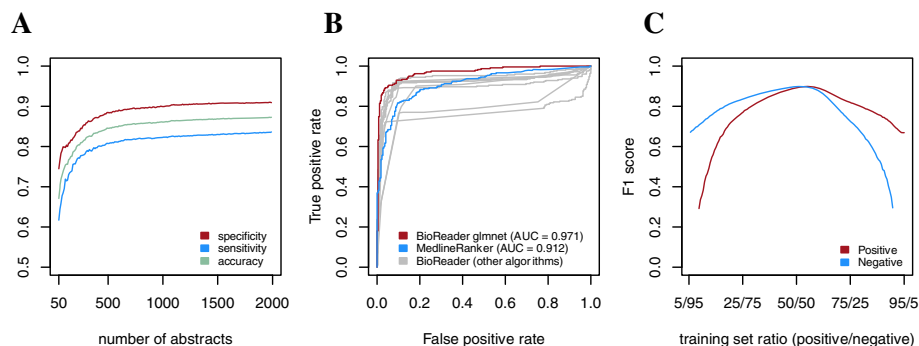 A
0.5 0.6 0.7 0.8 0.9 1.0
specificity
sensitivity
accuracy
50 500 1000 1500 2000
number of abstracts
B
True positive rate
0.0 0.2 0.4 0.6 0.8 1.0
BioReader glmnet (AUC = 0.971)
MedlineRanker (AUC = 0.912)
BioReader (other algorithms)
0.0 0.2 0.4 0.6 0.8 1.0
False positive rate
C
F1 score
0.0 0.2 0.4 0.6 0.8 1.0
Positive
Negative
5/95 25/75 50/50 75/25 95/5
training set ratio (positive/negative)